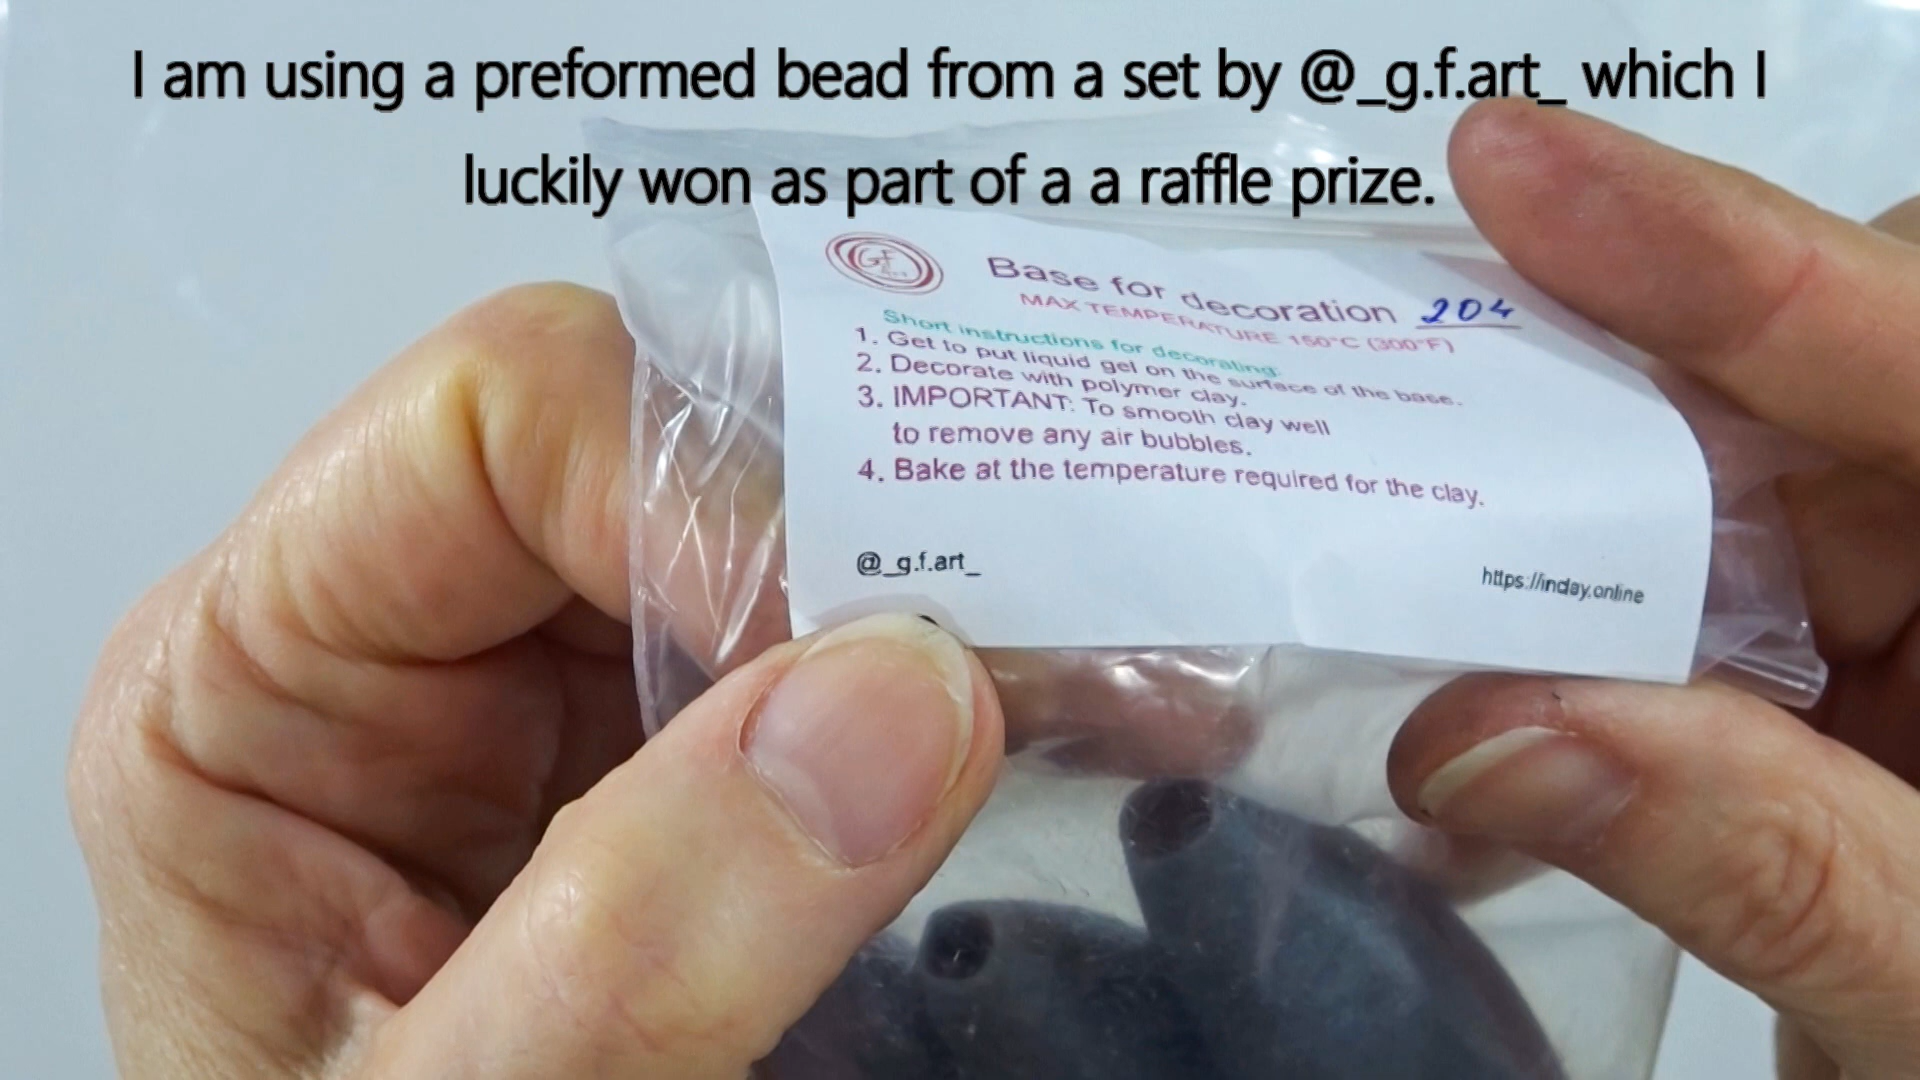 I am using a preformed bead from a set by @_g.f.art_ which I
luckily won as part of a a raffle prize.
GF
Base for decoration 204
MAX TEMPERATURE 150°C (300°F)
Short instructions for decorating:
1. Get to put liquid gel on the surface of the base.
2. Decorate with polymer clay.
3. IMPORTANT: To smooth clay well
to remove any air bubbles.
4. Bake at the temperature required for the clay.
@_g.f.art_
https://inday.online